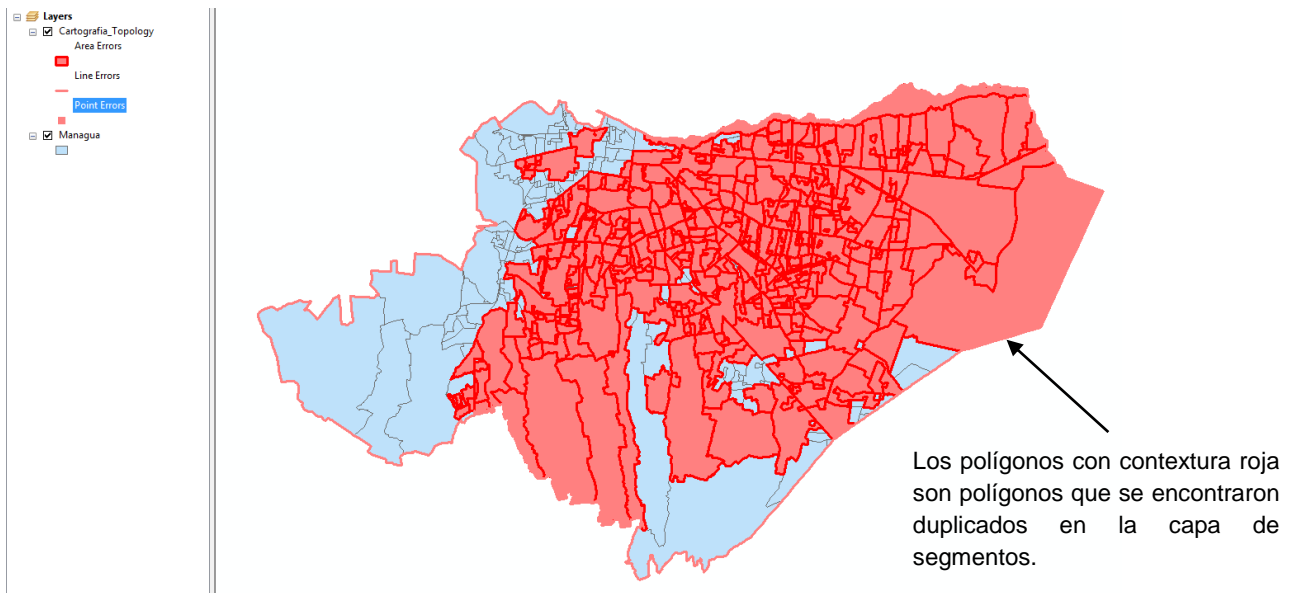 Layers
Cartografia_Topology
Area Errors
Line Errors
Point Errors
Managua
Los polígonos con contextura roja
son polígonos que se encontraron
duplicados en la capa de
segmentos.